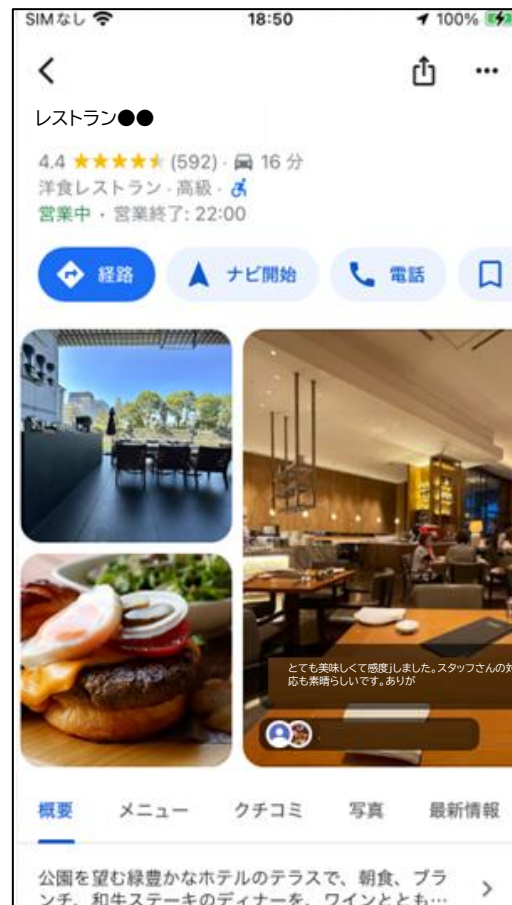 SIMなし 18:50 100%
レストラン●●
4.4 ★★★★★ (592)・ 16 分
洋食レストラン・高級・
営業中・営業終了: 22:00
経路 ナビ開始 電話
とても美味しくて感度jしました。スタッフさんの対
応も素晴らしいです。ありが
概要 メニュー クチコミ 写真 最新情報
公園を望む緑豊かなホテルのテラスで、朝食、ブラ
ンチ、和牛ステーキのディナーを、ワインととも…